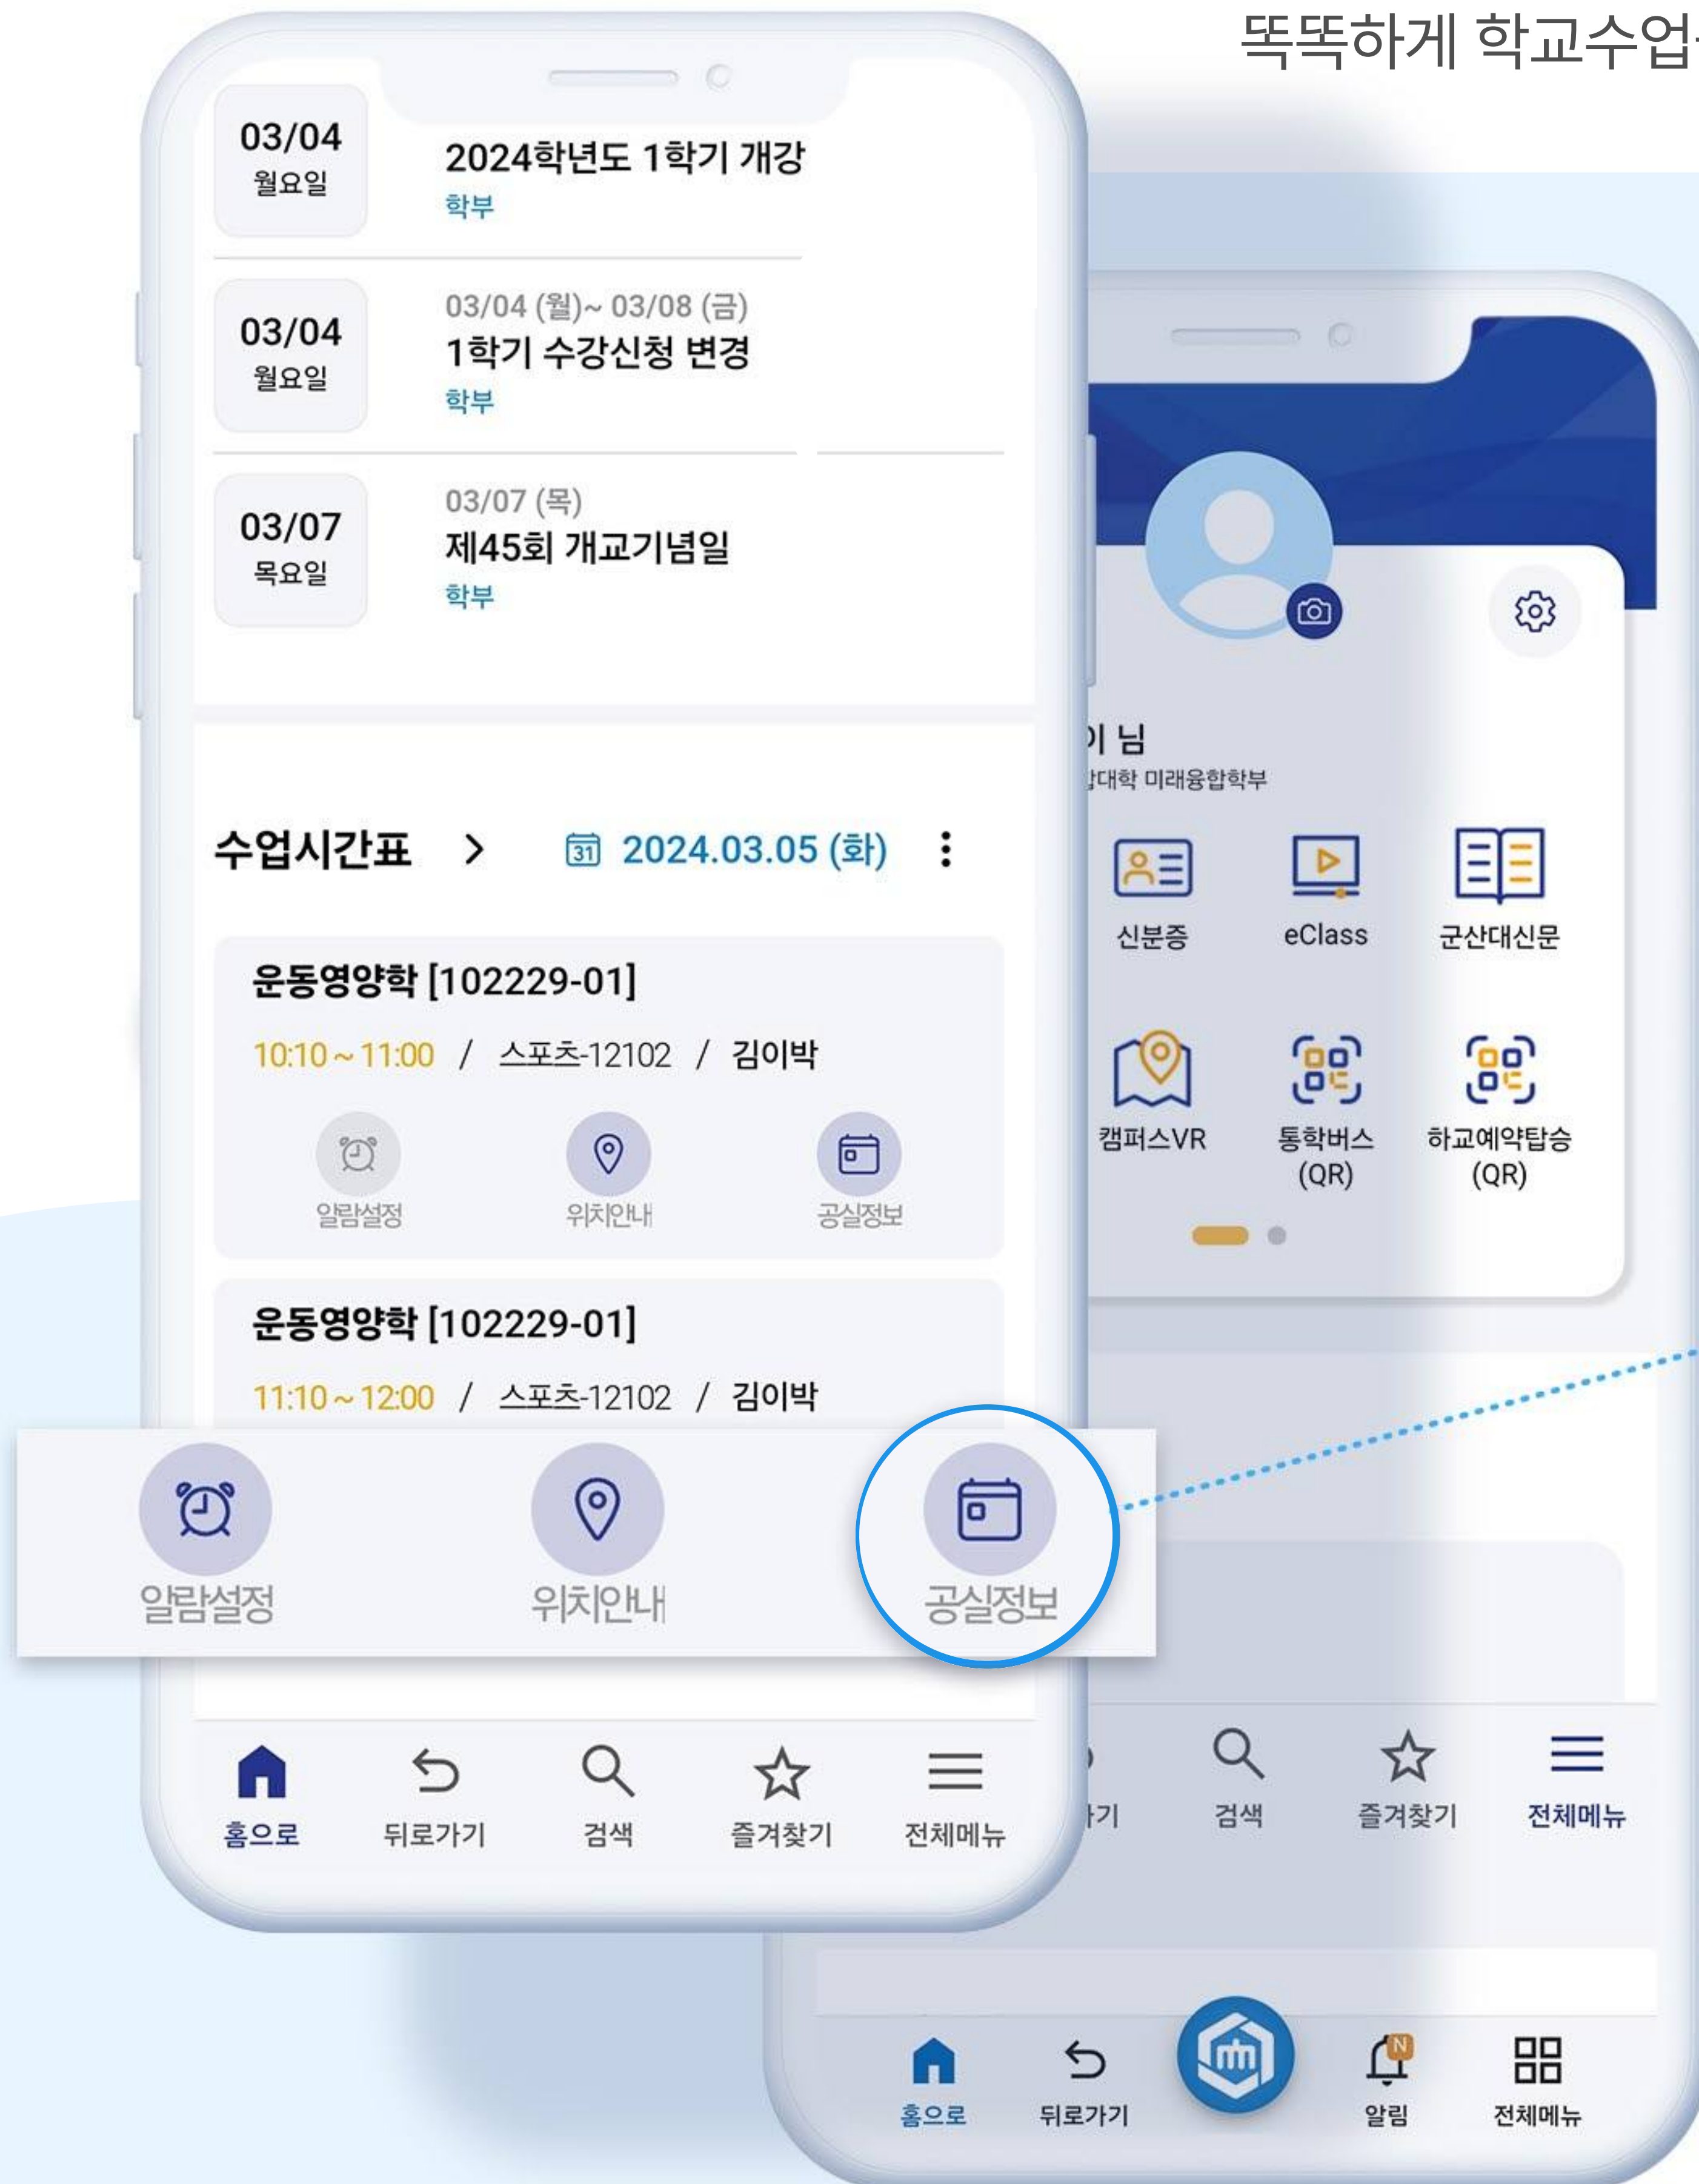 똑똑하게 학교수업
03/04
월요일
2024학년도 1학기 개강
학부
03/04
월요일
03/04 (월)~ 03/08 (금)
1학기 수강신청 변경
학부
03/07
목요일
03/07 (목)
제45회 개교기념일
학부
수업시간표 > 31 2024.03.05 (화)
운동영양학 [102229-01]
10:10 ~ 11:00 / 스포츠-12102 / 김이박
알람설정 위치안내 공실정보
운동영양학 [102229-01]
11:10 ~ 12:00 / 스포츠-12102 / 김이박
알람설정 위치안내 공실정보
홈으로 뒤로가기 검색 즐겨찾기 전체메뉴
이 님
대학 미래융합학부
신분증 eClass 군산대신문
캠퍼스VR 통학버스 하교예약탑승
(QR) (QR)
검색 즐겨찾기 전체메뉴
N
홈으로 뒤로가기 알림 전체메뉴